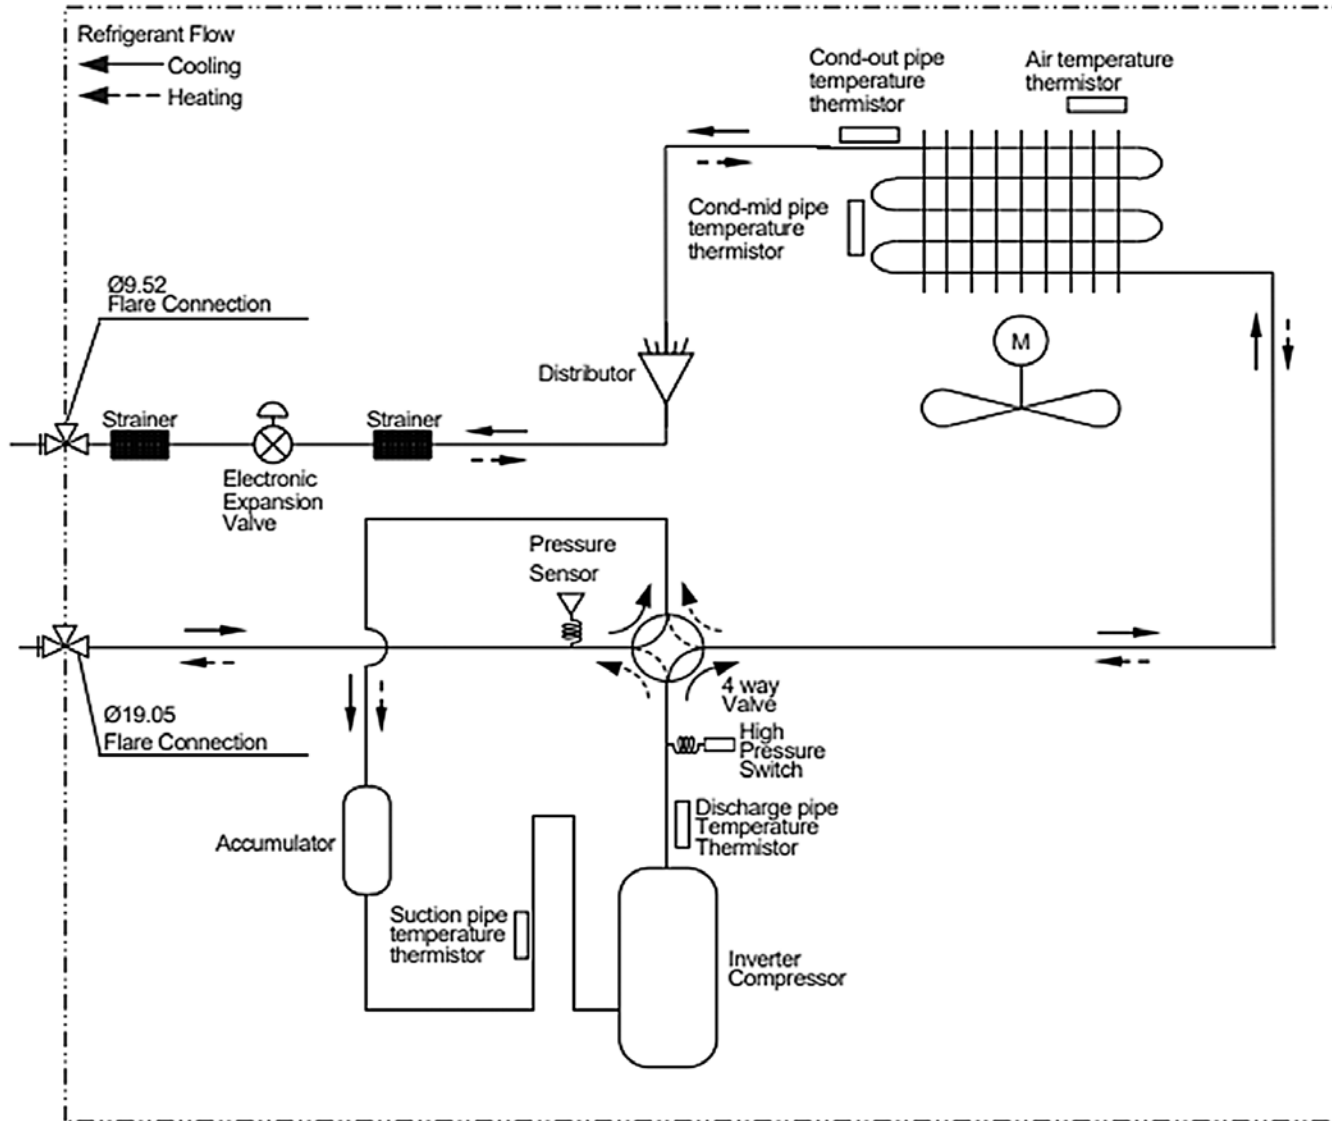 Refrigerant Flow
Cooling
Heating
Cond-out pipe
temperature
thermistor
Air temperature
thermistor
Cond-mid pipe
temperature
thermistor
Ø9.52
Flare Connection
Distributor
M
Strainer
Strainer
Electronic
Expansion
Valve
Pressure
Sensor
4 way
Valve
Ø19.05
Flare Connection
High
Pressure
Switch
Discharge pipe
Temperature
Thermistor
Accumulator
Suction pipe
temperature
thermistor
Inverter
Compressor